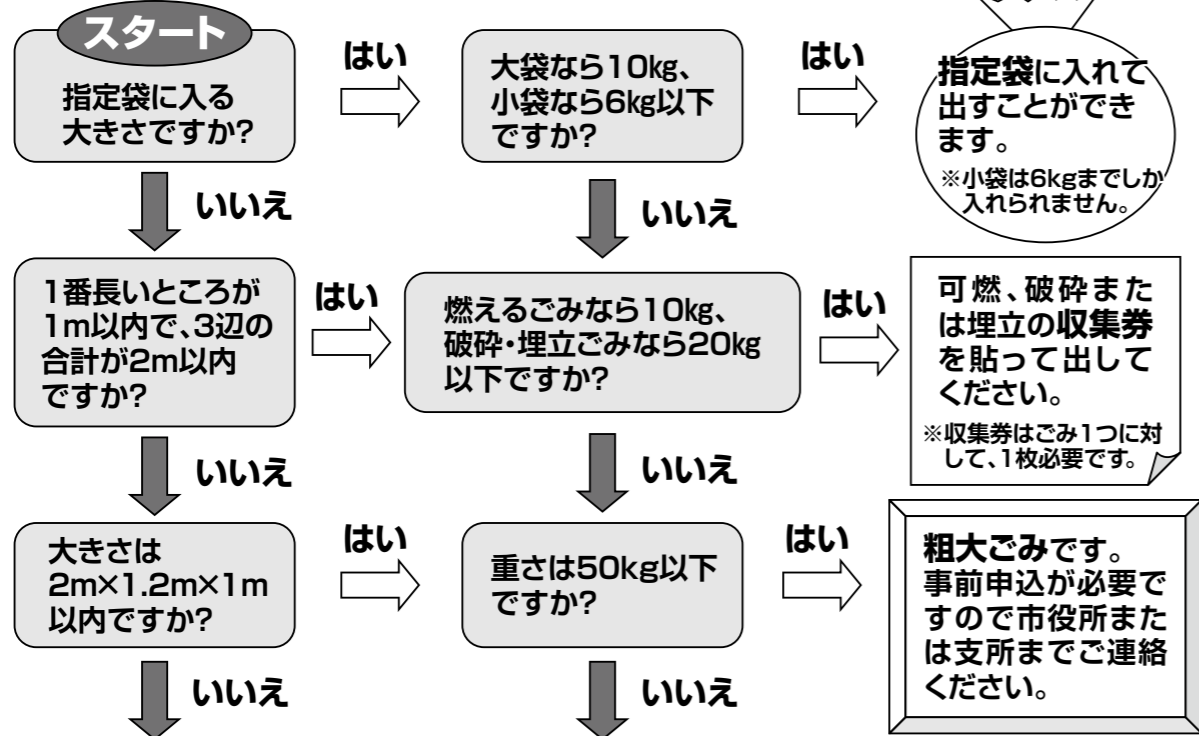 スタート
指定袋に入る
大きさですか?
はい
大袋なら10kg、
小袋なら6kg以下
ですか?
はい
指定袋に入れて
出すことができ
ます。
※小袋は6kgまでしか
入れられません。
いいえ
いいえ
1番長いところが
1m以内で、3辺の
合計が2m以内
ですか?
はい
燃えるごみなら10kg、
破砕・埋立ごみなら20kg
以下ですか?
はい
可燃、破砕また
は埋立の収集券
を貼って出して
ください。
※収集券はごみ1つに対
して、1枚必要です。
いいえ
いいえ
大きさは
2m×1.2m×1m
以内ですか?
はい
重さは50kg以下
ですか?
はい
粗大ごみです。
事前申込が必要で
すので市役所また
は支所までご連絡
ください。
いいえ
いいえ